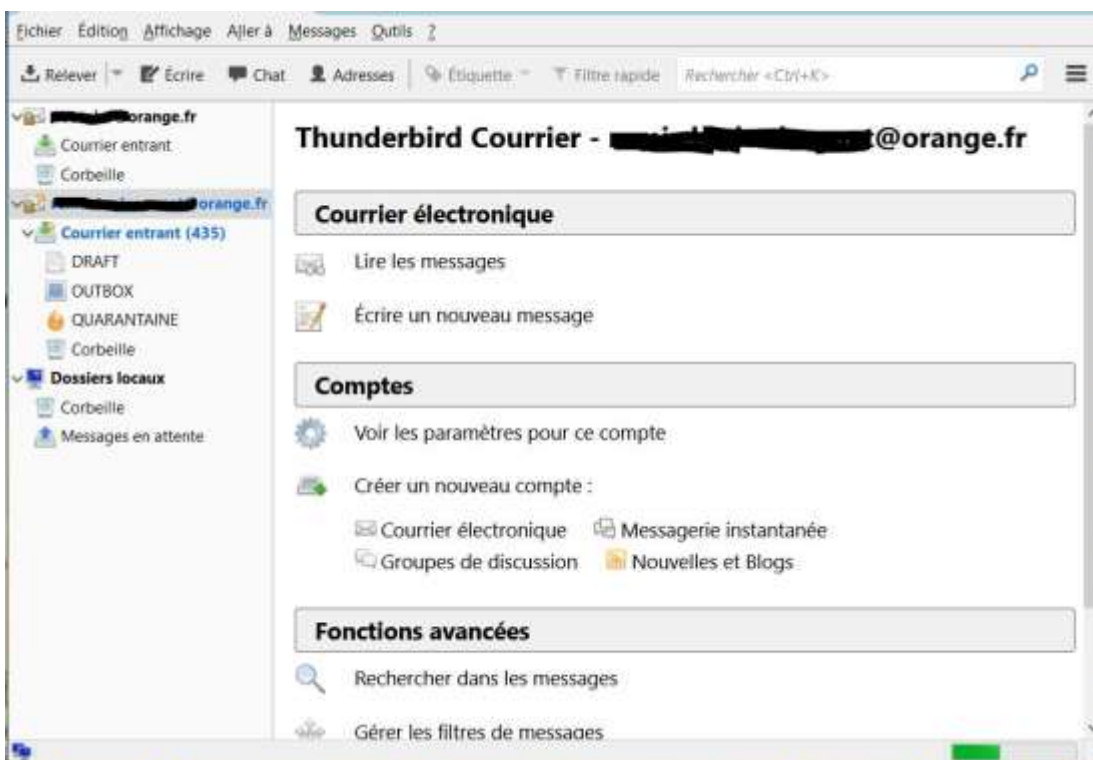 Fichier Édition Affichage Aller à Messages Outils ?
Relever Écrire Chat Adresses Étiquette Filtre rapide Rechercher <Ctrl+K>
orange.fr
Courrier entrant
Corbeille
orange.fr
Courrier entrant (435)
DRAFT
OUTBOX
QUARANTAINE
Corbeille
Dossiers locaux
Corbeille
Messages en attente
Thunderbird Courrier - @orange.fr
Courrier électronique
Lire les messages
Écrire un nouveau message
Comptes
Voir les paramètres pour ce compte
Créer un nouveau compte :
Courrier électronique Messagerie instantanée
Groupes de discussion Nouvelles et Blogs
Fonctions avancées
Rechercher dans les messages
Gérer les filtres de messages